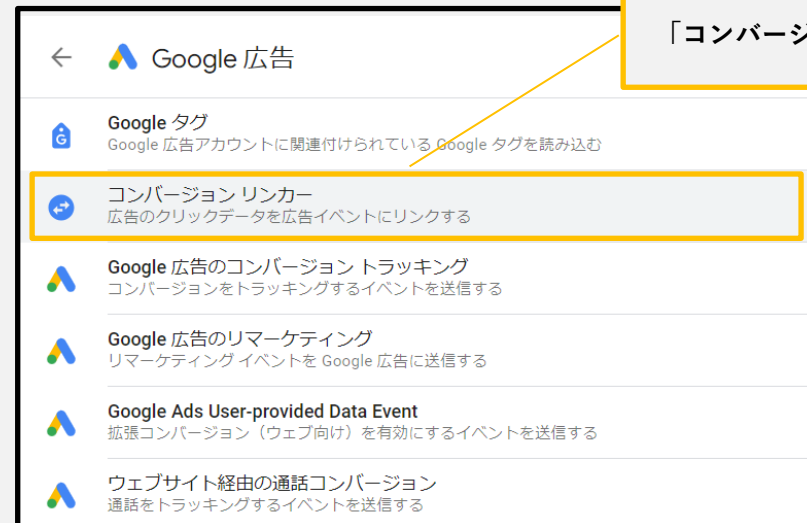 「コンバージ
Google 広告
Google タグ
Google 広告アカウントに関連付けられている Google タグを読み込む
コンバージョン リンカー
広告のクリックデータを広告イベントにリンクする
Google 広告のコンバージョン トラッキング
コンバージョンをトラッキングするイベントを送信する
Google 広告のリマーケティング
リマーケティング イベントを Google 広告に送信する
Google Ads User-provided Data Event
拡張コンバージョン（ウェブ向け）を有効にするイベントを送信する
ウェブサイト経由の通話コンバージョン
通話をトラッキングするイベントを送信する